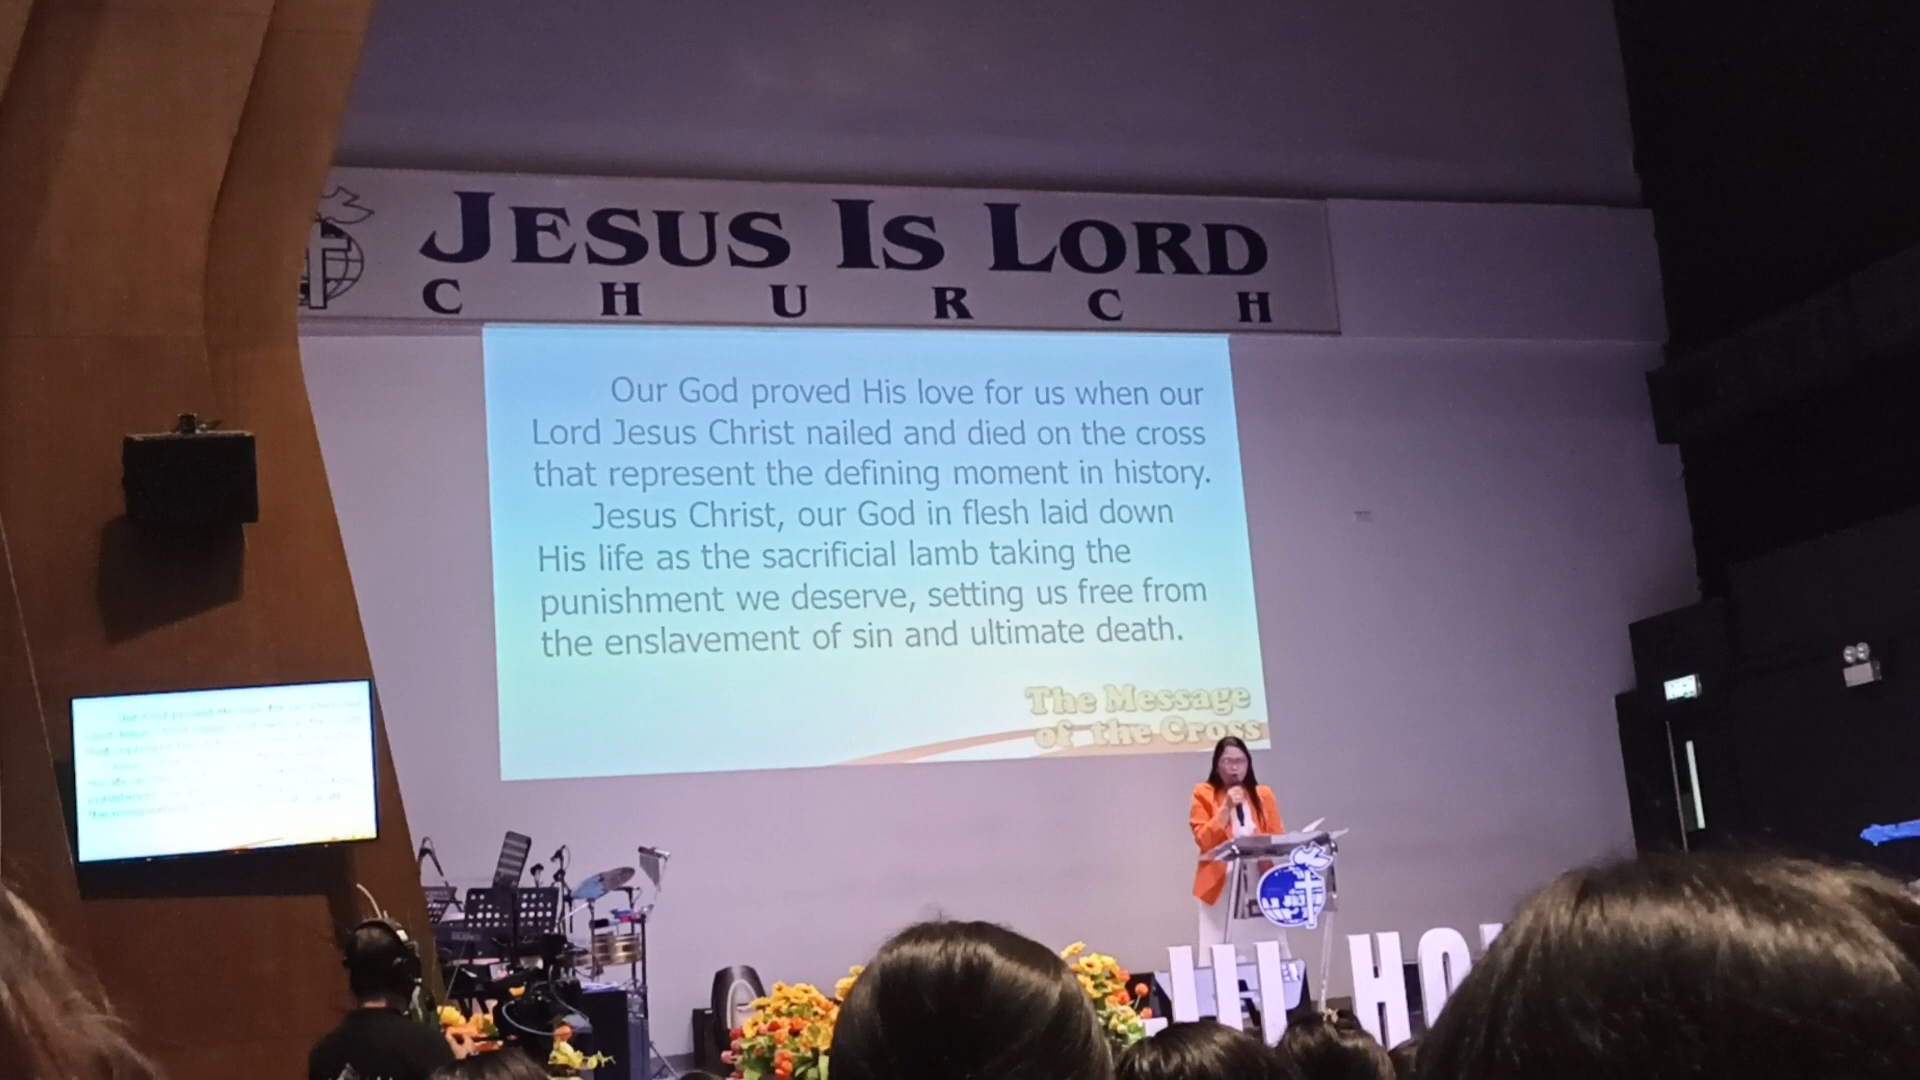 JESUS IS LORD
CHURCH
Our God proved His love for us when our
Lord Jesus Christ nailed and died on the cross
that represent the defining moment in history.
Jesus Christ, our God in flesh laid down
His life as the sacrificial lamb taking the
punishment we deserve, setting us free from
the enslavement of sin and ultimate death.
The Message
of the Cross